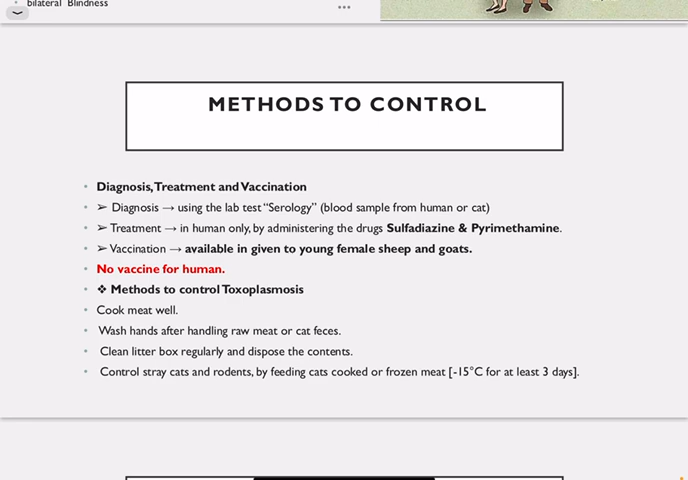 bilateral Blindness
METHODS TO CONTROL
• Diagnosis, Treatment and Vaccination
• ➢ Diagnosis → using the lab test “Serology” (blood sample from human or cat)
• ➢ Treatment → in human only, by administering the drugs Sulfadiazine & Pyrimethamine.
• ➢ Vaccination → available in given to young female sheep and goats.
• No vaccine for human.
• ❖ Methods to control Toxoplasmosis
• Cook meat well.
• Wash hands after handling raw meat or cat feces.
• Clean litter box regularly and dispose the contents.
• Control stray cats and rodents, by feeding cats cooked or frozen meat [-15°C for at least 3 days].